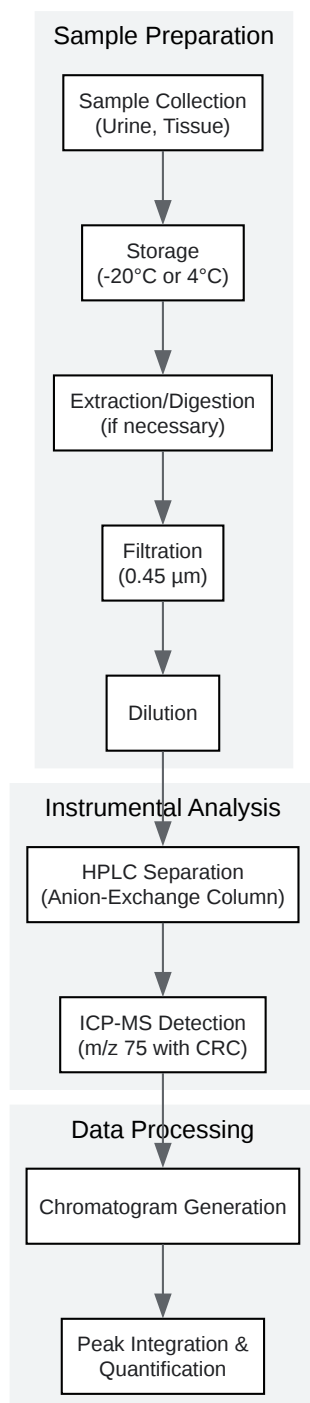 Sample Preparation
Sample Collection
(Urine, Tissue)
Storage
(-20°C or 4°C)
Extraction/Digestion
(if necessary)
Filtration
(0.45 µm)
Dilution
Instrumental Analysis
HPLC Separation
(Anion-Exchange Column)
ICP-MS Detection
(m/z 75 with CRC)
Data Processing
Chromatogram Generation
Peak Integration &
Quantification